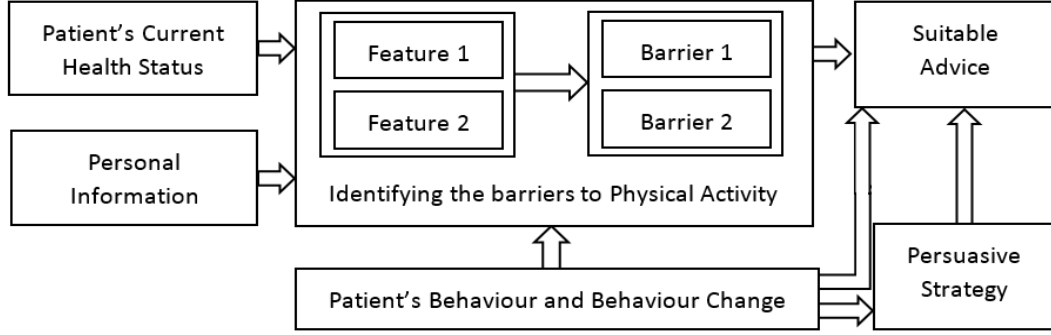 Patient's Current
Health Status
Personal
Information
Feature 1
Feature 2
Barrier 1
Barrier 2
Identifying the barriers to Physical Activity
Suitable
Advice
Patient's Behaviour and Behaviour Change
Persuasive
Strategy